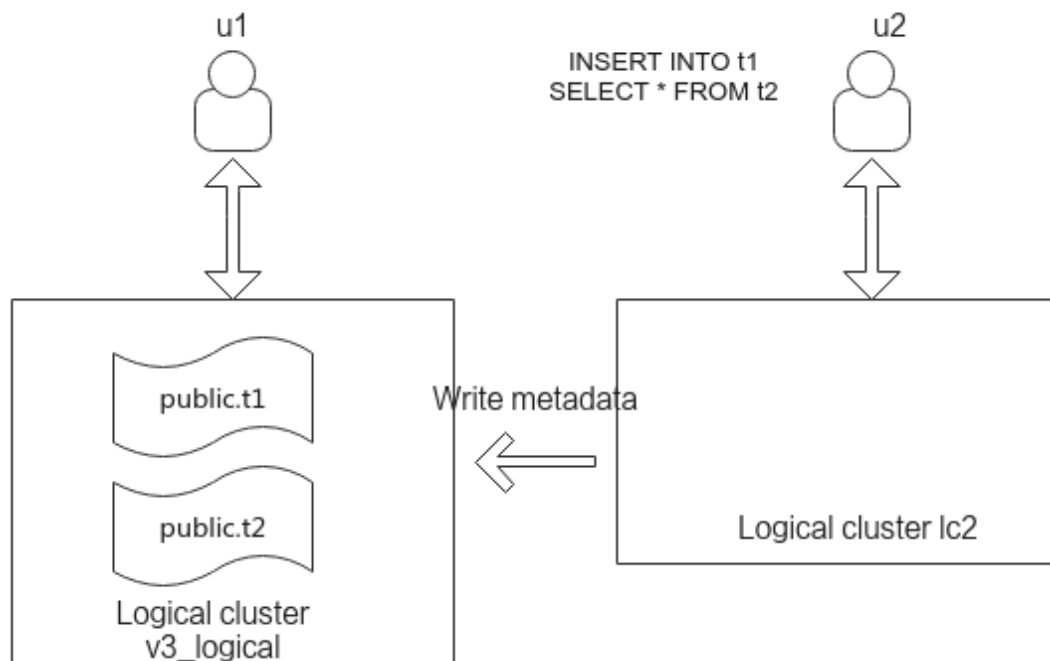 u1
u2
INSERT INTO t1
SELECT * FROM t2
public.t1
Write metadata
public.t2
Logical cluster lc2
Logical cluster
v3_logical